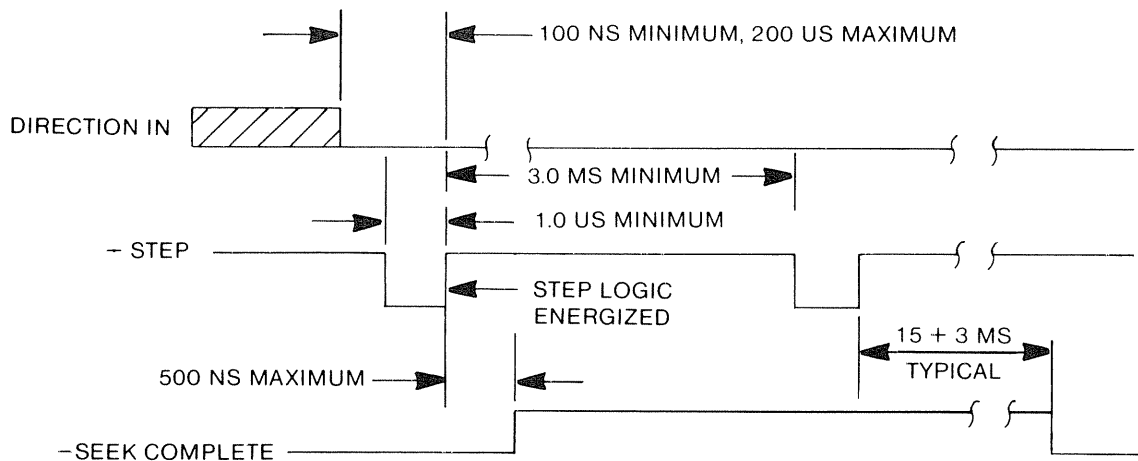 100 NS MINIMUM, 200 US MAXIMUM
DIRECTION IN
3.0 MS MINIMUM
1.0 US MINIMUM
− STEP
STEP LOGIC
ENERGIZED
15 + 3 MS
TYPICAL
500 NS MAXIMUM
−SEEK COMPLETE